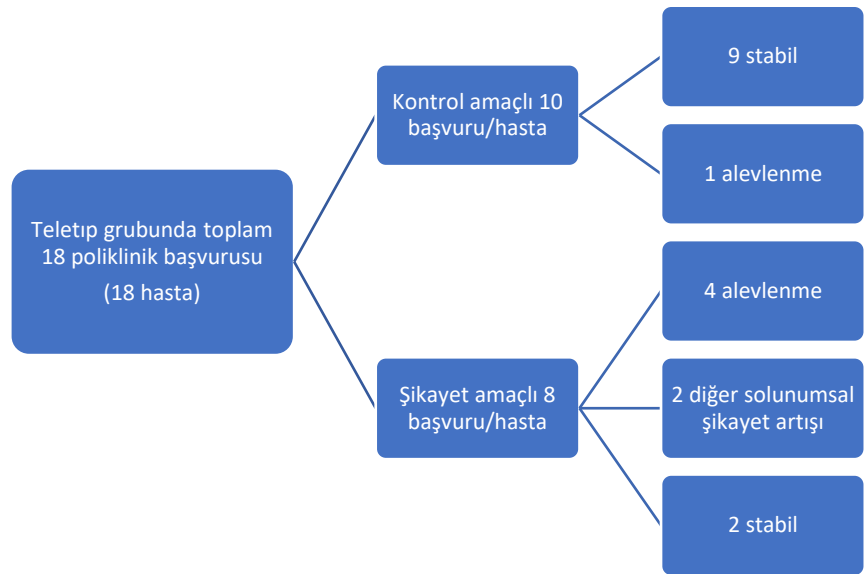 Teletıp grubunda toplam
18 poliklinik başvurusu
(18 hasta)
Kontrol amaçlı 10
başvuru/hasta
9 stabil
1 alevlenme
Şikayet amaçlı 8
başvuru/hasta
4 alevlenme
2 diğer solunumsal
şikayet artışı
2 stabil